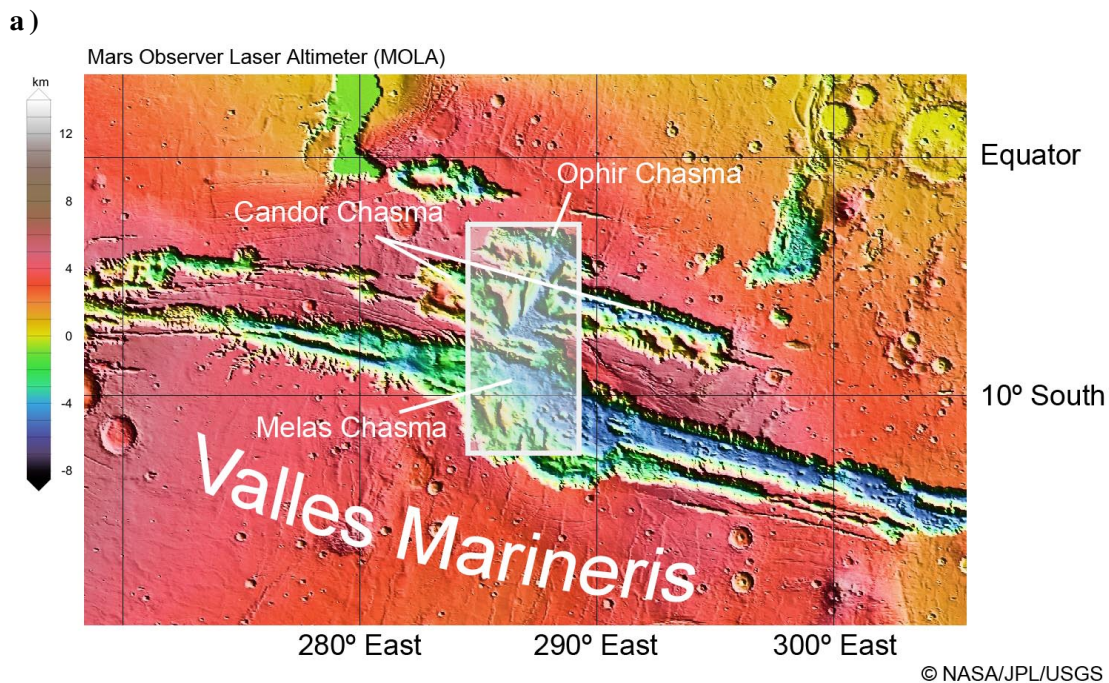 a)
Mars Observer Laser Altimeter (MOLA)
km
12
8
4
0
-4
-8
Equator
Ophir Chasma
Candor Chasma
10º South
Melas Chasma
Valles Marineris
280º East
290º East
300º East
© NASA/JPL/USGS